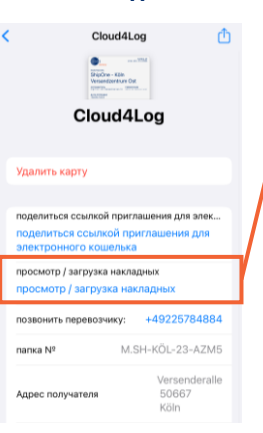 Cloud4Log
ShipOne - Köln
Versandzentrum Ost
Cloud4Log
Удалить карту
поделиться ссылкой приглашения для элек...
поделиться ссылкой приглашения для
электронного кошелька
просмотр / загрузка накладных
просмотр / загрузка накладных
позвонить перевозчику: +49225784884
папка № M.SH-KÖL-23-AZM5
Адрес получателя Versenderalle
50667
Köln